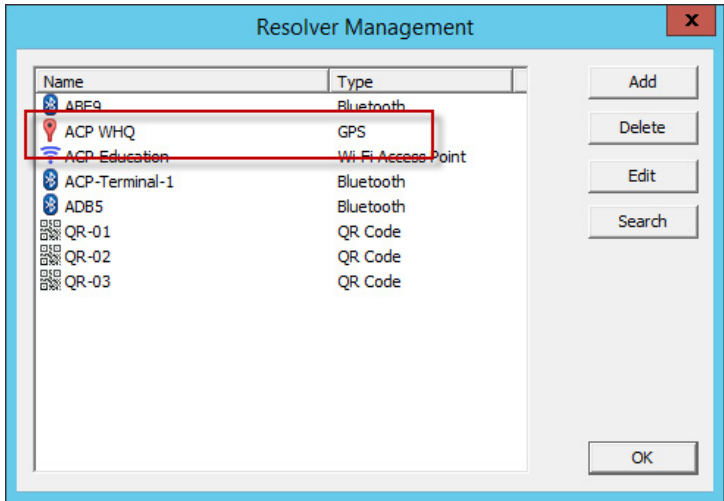 Resolver Management
x
Name Type
ABE9 Bluetooth
ACP WHQ GPS
ACP-Education Wi-Fi Access Point
ACP-Terminal-1 Bluetooth
ADB5 Bluetooth
QR-01 QR Code
QR-02 QR Code
QR-03 QR Code
Add
Delete
Edit
Search
OK